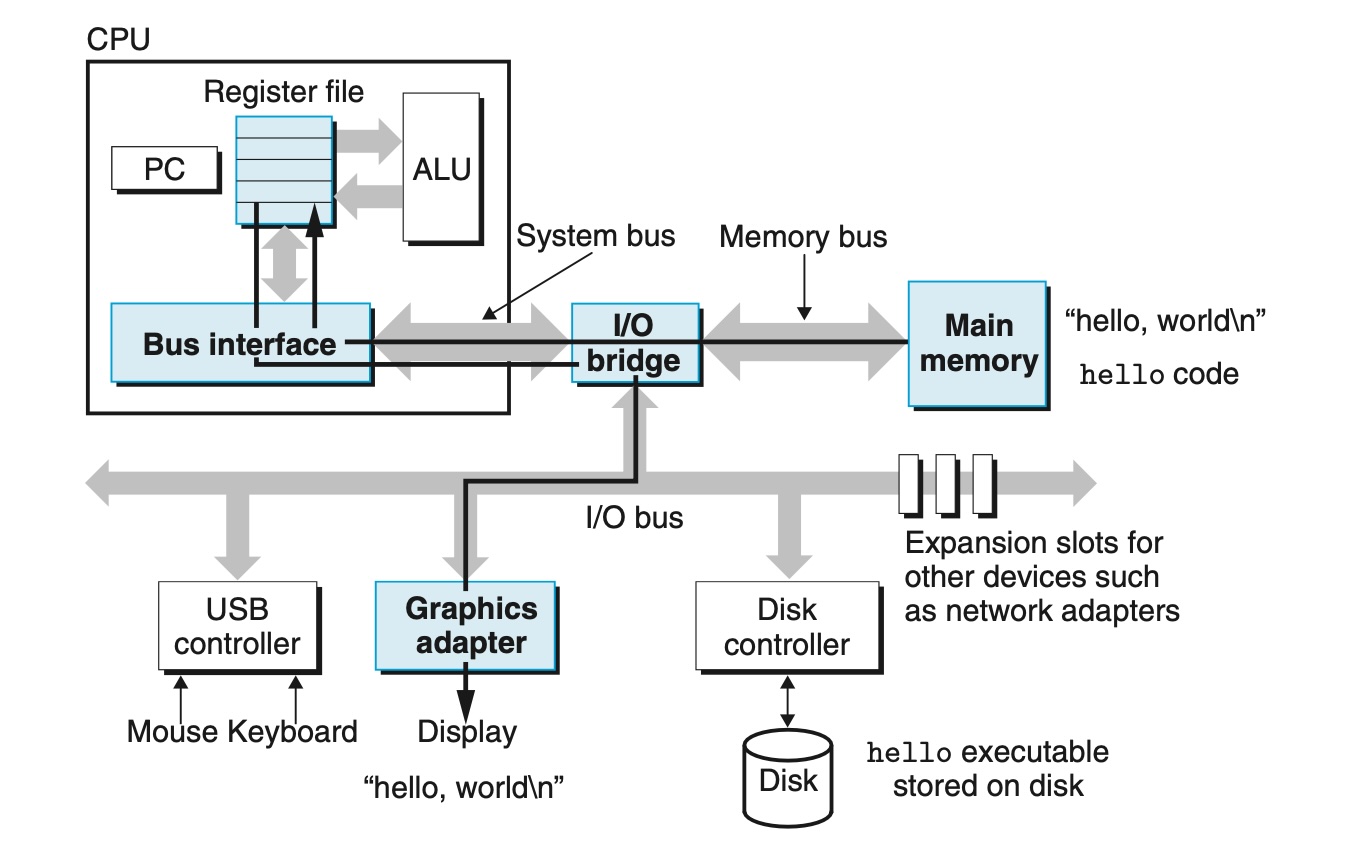 CPU
Register file
PC
ALU
System bus
Memory bus
Bus interface
I/O
bridge
Main
memory
“hello, world\n”
hello code
I/O bus
Expansion slots for
other devices such
as network adapters
USB
controller
Graphics
adapter
Disk
controller
Mouse Keyboard
Display
“hello, world\n”
Disk
hello executable
stored on disk